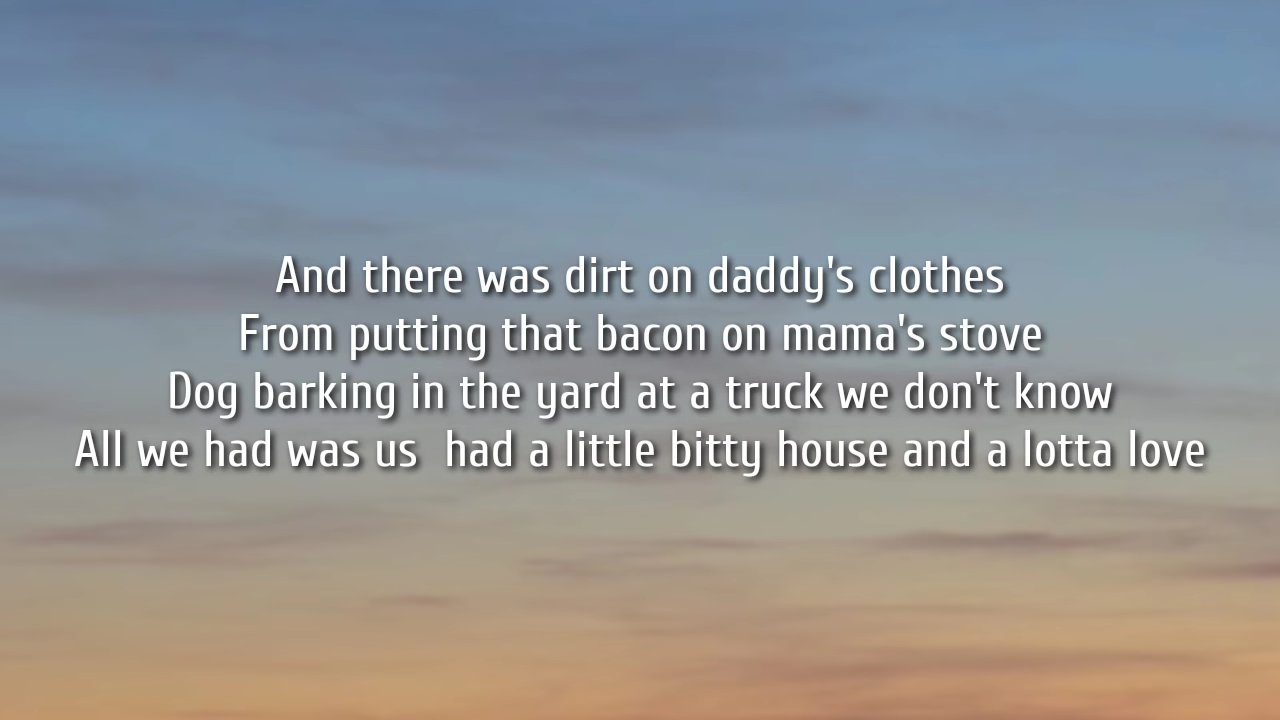 And there was dirt on daddy's clothes
From putting that bacon on mama's stove
Dog barking in the yard at a truck we don't know
All we had was us  had a little bitty house and a lotta love